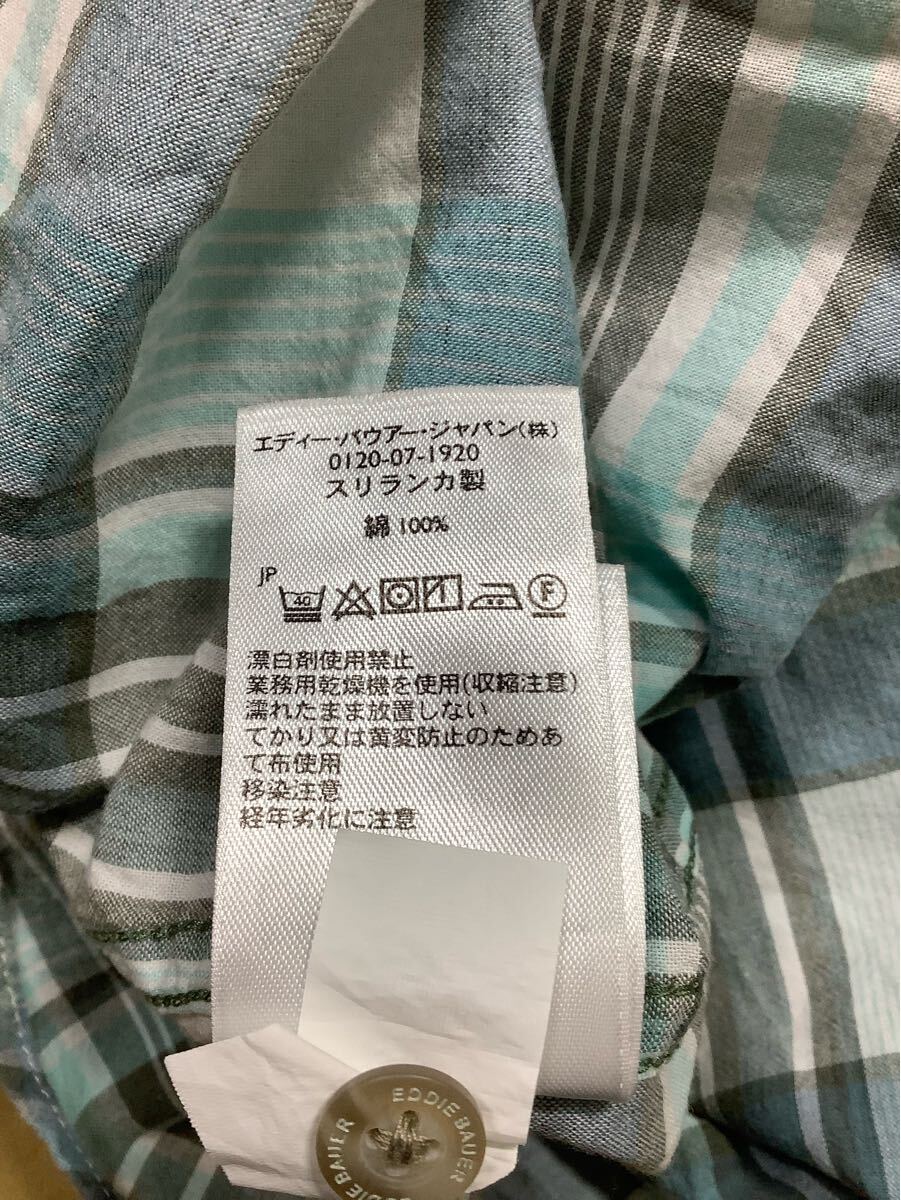 エディー・バウアー・ジャパン(株)
0120-07-1920
スリランカ製
綿 100%
JP
40
F
漂白剤使用禁止
業務用乾燥機を使用(収縮注意)
濡れたまま放置しない
てかり又は黄変防止のためあ
て布使用
移染注意
経年劣化に注意
EDDIE BAUER
EDDIE BAUER